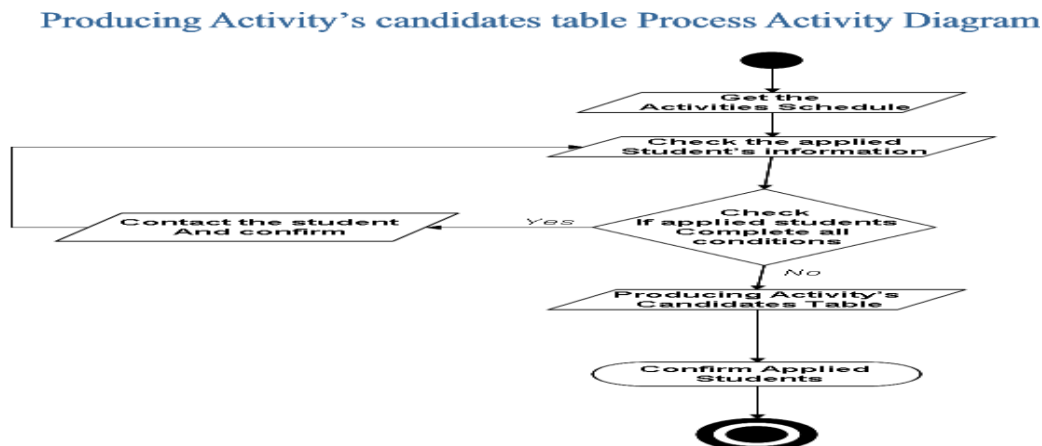 Producing Activity's candidates table Process Activity Diagram
Get the
Activities Schedule
Check the applied
Student's information
Check
If applied students
Complete all
conditions
Yes
Contact the student
And confirm
No
Producing Activity's
Candidates Table
Confirm Applied
Students